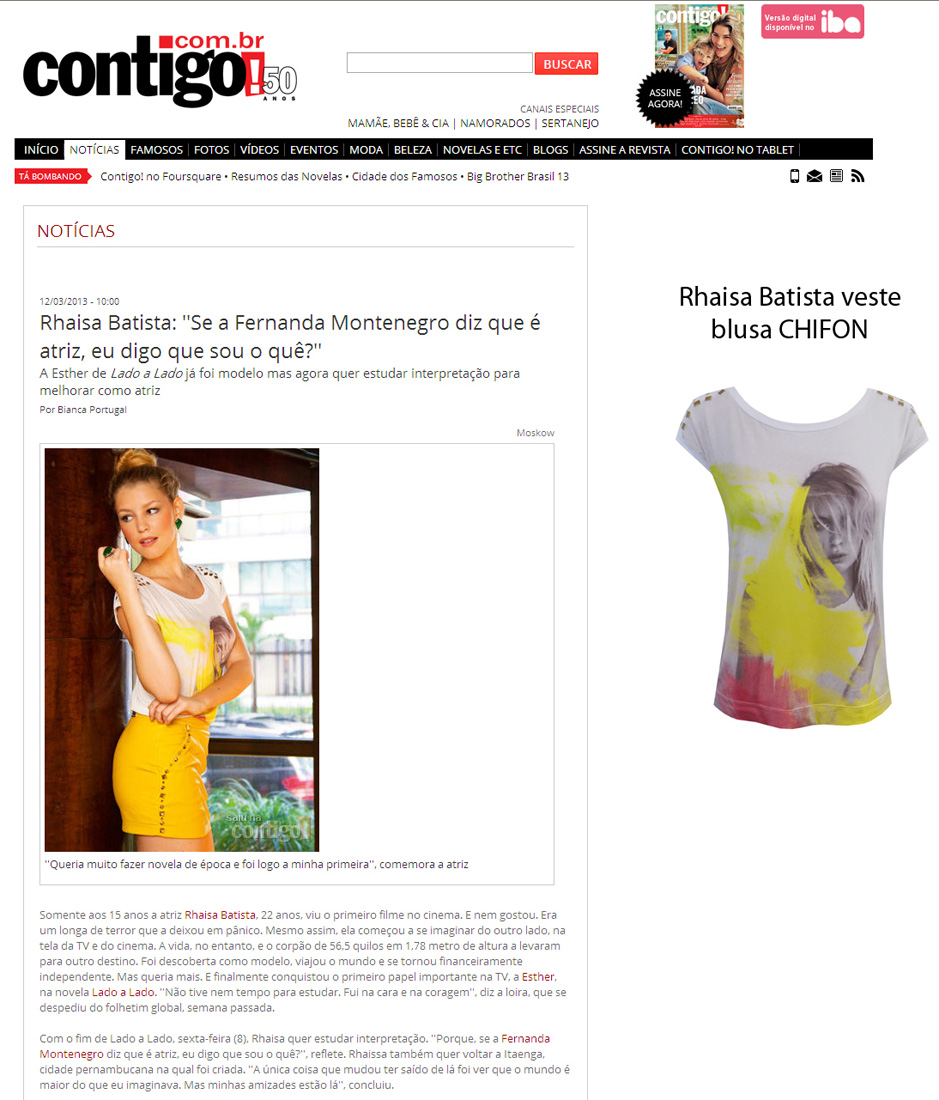 contigo!
.com.br
50
ANOS
BUSCAR
CANAIS ESPECIAIS
MAMÃE, BEBÊ & CIA | NAMORADOS | SERTANEJO
contigo!
ASSINE
AGORA!
Versão digital
disponível no iba
INÍCIO NOTÍCIAS FAMOSOS FOTOS VÍDEOS EVENTOS MODA BELEZA NOVELAS E ETC BLOGS ASSINE A REVISTA CONTIGO! NO TABLET
TÁ BOMBANDO Contigo! no Foursquare • Resumos das Novelas • Cidade dos Famosos • Big Brother Brasil 13
NOTÍCIAS
12/03/2013 - 10:00
Rhaisa Batista: "Se a Fernanda Montenegro diz que é
atriz, eu digo que sou o quê?"
A Esther de Lado a Lado já foi modelo mas agora quer estudar interpretação para
melhorar como atriz
Por Bianca Portugal
Moskow
saiu na
contigo!
"Queria muito fazer novela de época e foi logo a minha primeira", comemora a atriz
Somente aos 15 anos a atriz Rhaisa Batista, 22 anos, viu o primeiro filme no cinema. E nem gostou. Era
um longa de terror que a deixou em pânico. Mesmo assim, ela começou a se imaginar do outro lado, na
tela da TV e do cinema. A vida, no entanto, e o corpão de 56,5 quilos em 1,78 metro de altura a levaram
para outro destino. Foi descoberta como modelo, viajou o mundo e se tornou financeiramente
independente. Mas queria mais. E finalmente conquistou o primeiro papel importante na TV, a Esther,
na novela Lado a Lado. "Não tive nem tempo para estudar. Fui na cara e na coragem", diz a loira, que se
despediu do folhetim global, semana passada.
Com o fim de Lado a Lado, sexta-feira (8), Rhaisa quer estudar interpretação. "Porque, se a Fernanda
Montenegro diz que é atriz, eu digo que sou o quê?", reflete. Rhaissa também quer voltar a Itaenga,
cidade pernambucana na qual foi criada. "A única coisa que mudou ter saído de lá foi ver que o mundo é
maior do que eu imaginava. Mas minhas amizades estão lá", concluiu.
Rhaisa Batista veste
blusa CHIFON